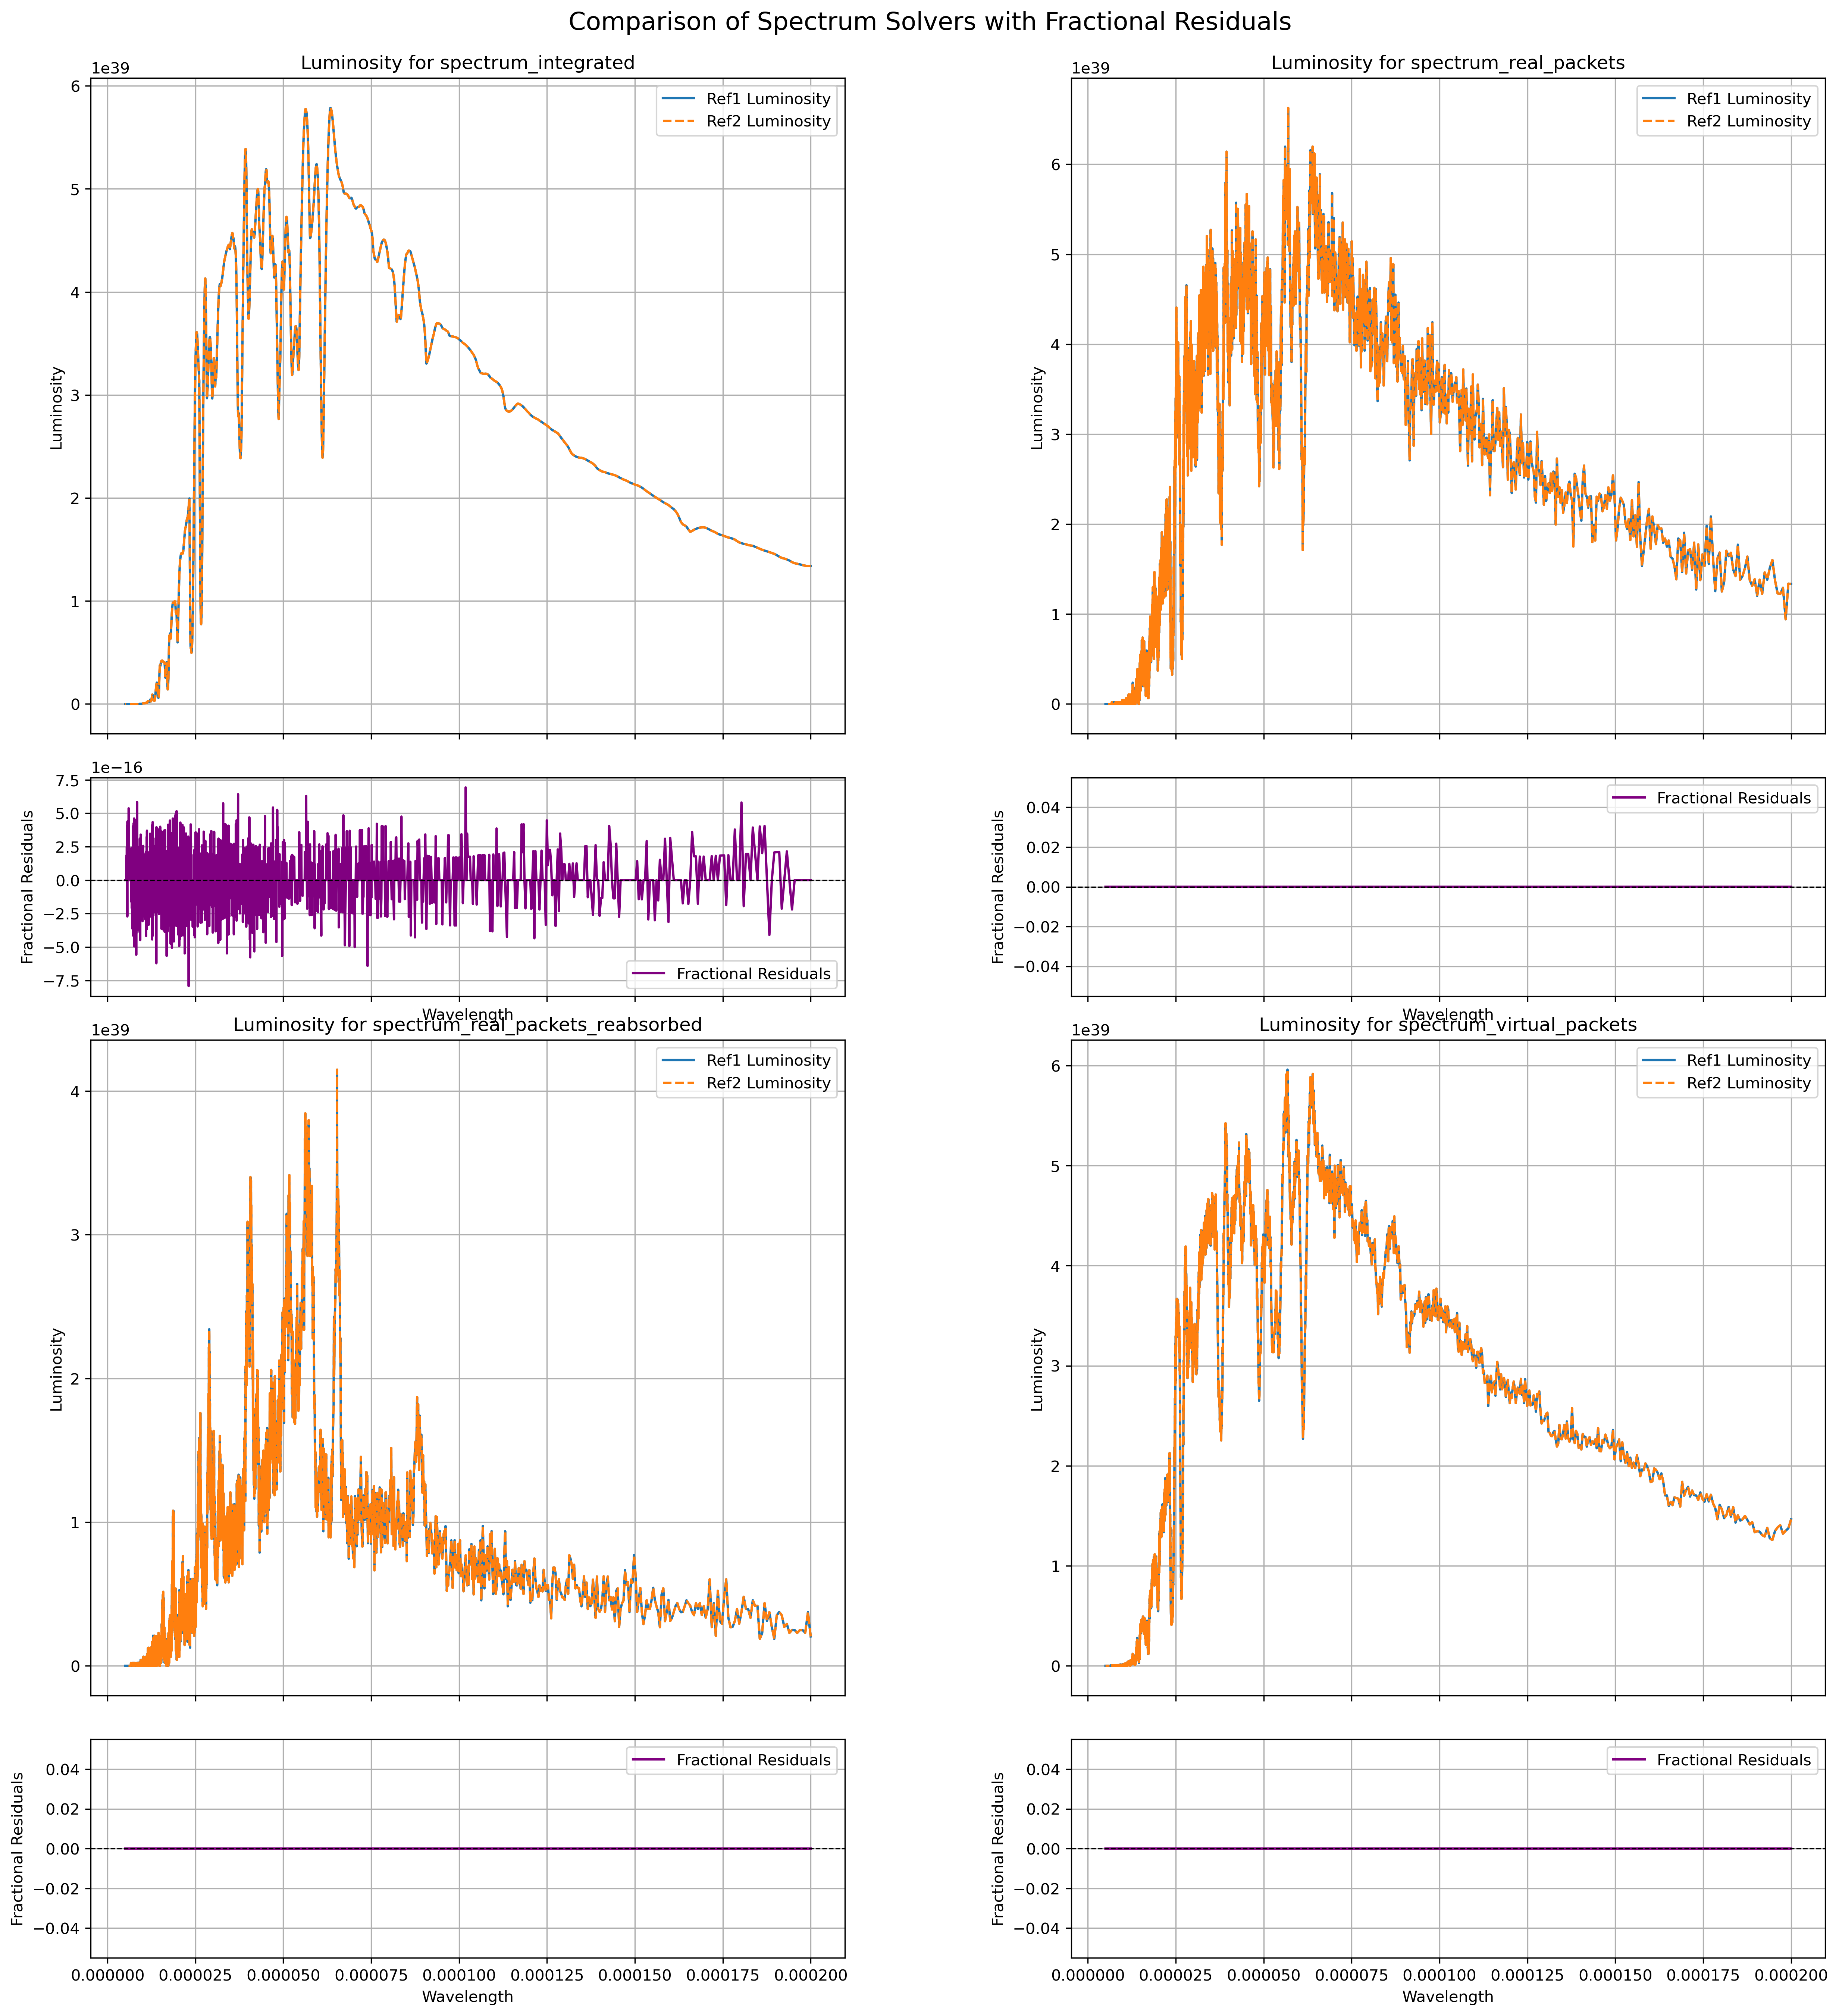 Comparison of Spectrum Solvers with Fractional Residuals
Luminosity for spectrum_integrated
1e39
Ref1 Luminosity
Ref2 Luminosity
6
5
4
3
2
1
0
Luminosity
Luminosity for spectrum_real_packets
1e39
Ref1 Luminosity
Ref2 Luminosity
6
5
4
3
2
1
0
Luminosity
1e−16
7.5
5.0
2.5
0.0
−2.5
−5.0
−7.5
Fractional Residuals
Fractional Residuals
Wavelength
Fractional Residuals
0.04
0.02
0.00
−0.02
−0.04
Fractional Residuals
Wavelength
Luminosity for spectrum_real_packets_reabsorbed
1e39
Ref1 Luminosity
Ref2 Luminosity
4
3
2
1
0
Luminosity
Luminosity for spectrum_virtual_packets
1e39
Ref1 Luminosity
Ref2 Luminosity
6
5
4
3
2
1
0
Luminosity
Fractional Residuals
0.04
0.02
0.00
−0.02
−0.04
Fractional Residuals
0.000000 0.000025 0.000050 0.000075 0.000100 0.000125 0.000150 0.000175 0.000200
Wavelength
Fractional Residuals
0.04
0.02
0.00
−0.02
−0.04
Fractional Residuals
0.000000 0.000025 0.000050 0.000075 0.000100 0.000125 0.000150 0.000175 0.000200
Wavelength